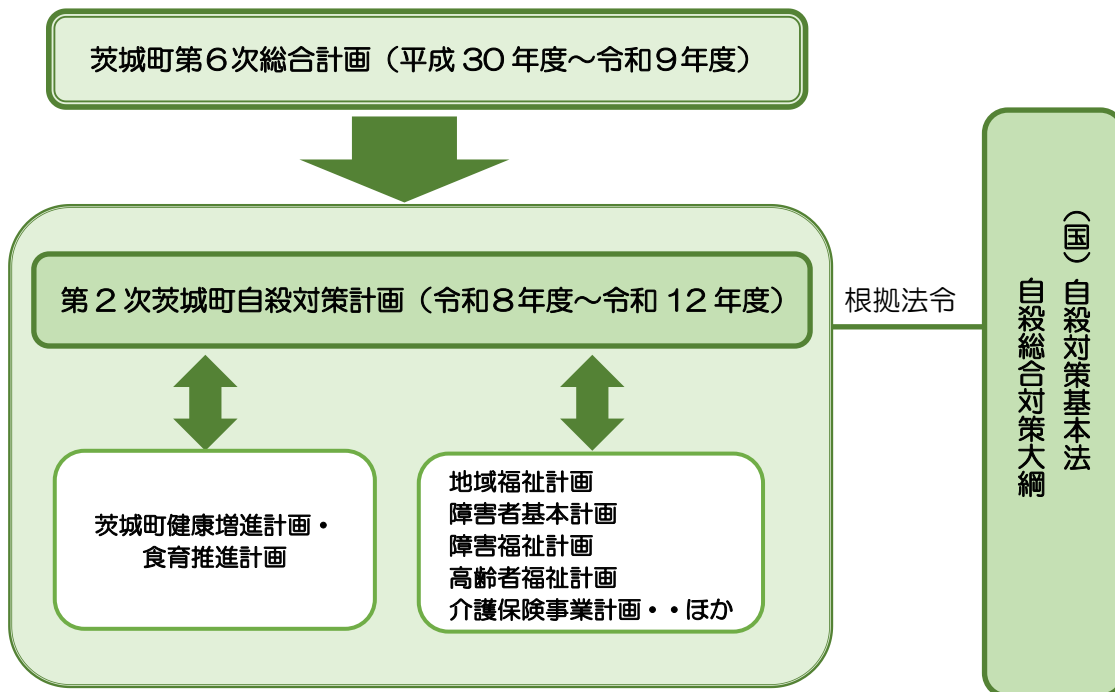 茨城町第６次総合計画（平成 30 年度～令和９年度）
第 2 次茨城町自殺対策計画（令和８年度～令和 12 年度）
根拠法令
（国）自殺対策基本法
自殺総合対策大綱
茨城町健康増進計画・
食育推進計画
地域福祉計画
障害者基本計画
障害福祉計画
高齢者福祉計画
介護保険事業計画・・ほか